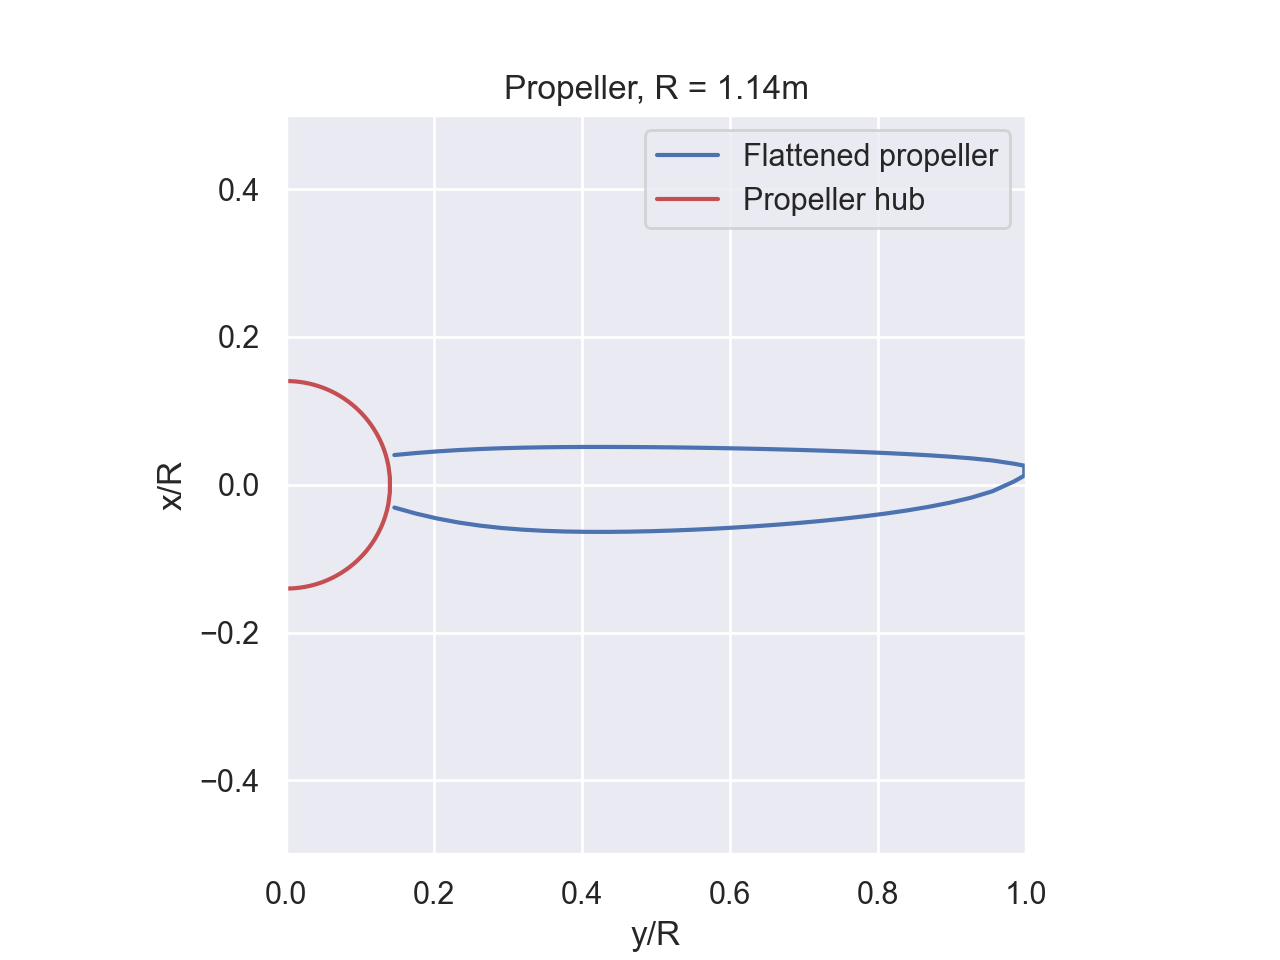 Propeller, R = 1.14m
Flattened propeller
Propeller hub
0.4
0.2
0.0
−0.2
−0.4
x/R
0.0 0.2 0.4 0.6 0.8 1.0
y/R